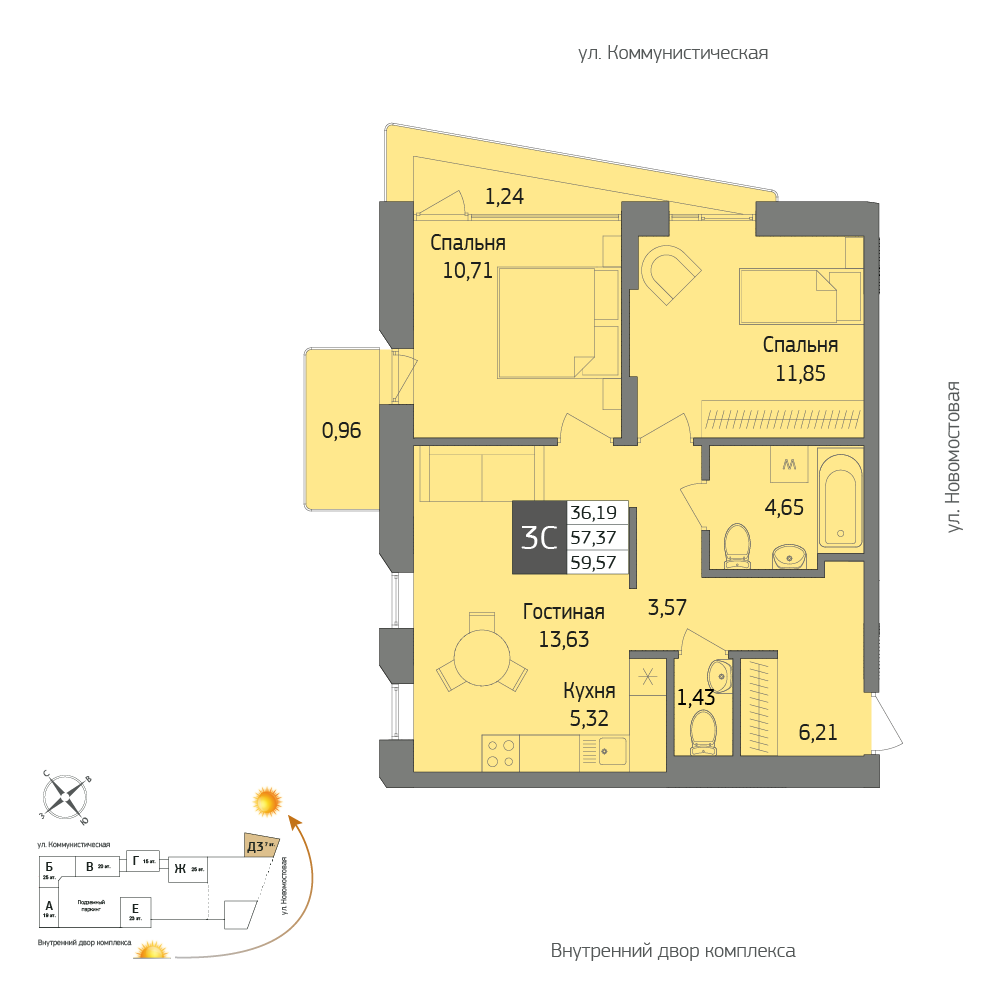 ул. Коммунистическая
1,24
Спальня
10,71
Спальня
11,85
0,96
ул. Новомостовая
4,65
3С
36,19
57,37
59,57
Гостиная
13,63
3,57
Кухня
5,32
1,43
6,21
С
В
З
Ю
ул. Коммунистическая
Б
25 эт.
В
20 эт.
Г
15 эт.
Ж
25 эт.
Д3
7 эт.
А
19 эт.
Подземный
паркинг
Е
23 эт.
ул. Новомостовая
Внутренний двор комплекса
Внутренний двор комплекса